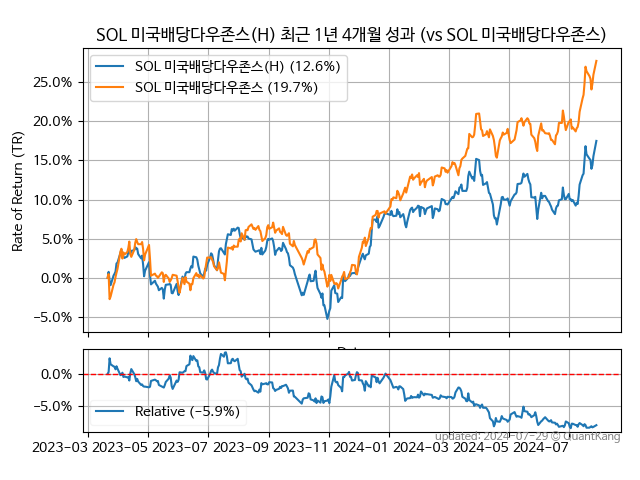 SOL 미국배당다우존스(H) 최근 1년 4개월 성과 (vs SOL 미국배당다우존스)
SOL 미국배당다우존스(H) (12.6%)
SOL 미국배당다우존스 (19.7%)
Rate of Return (TR)
25.0%
20.0%
15.0%
10.0%
5.0%
0.0%
−5.0%
0.0%
−5.0%
Relative (−5.9%)
updated: 2024-07-29 © QuantKang
2023-03 2023-05 2023-07 2023-09 2023-11 2024-01 2024-03 2024-05 2024-07